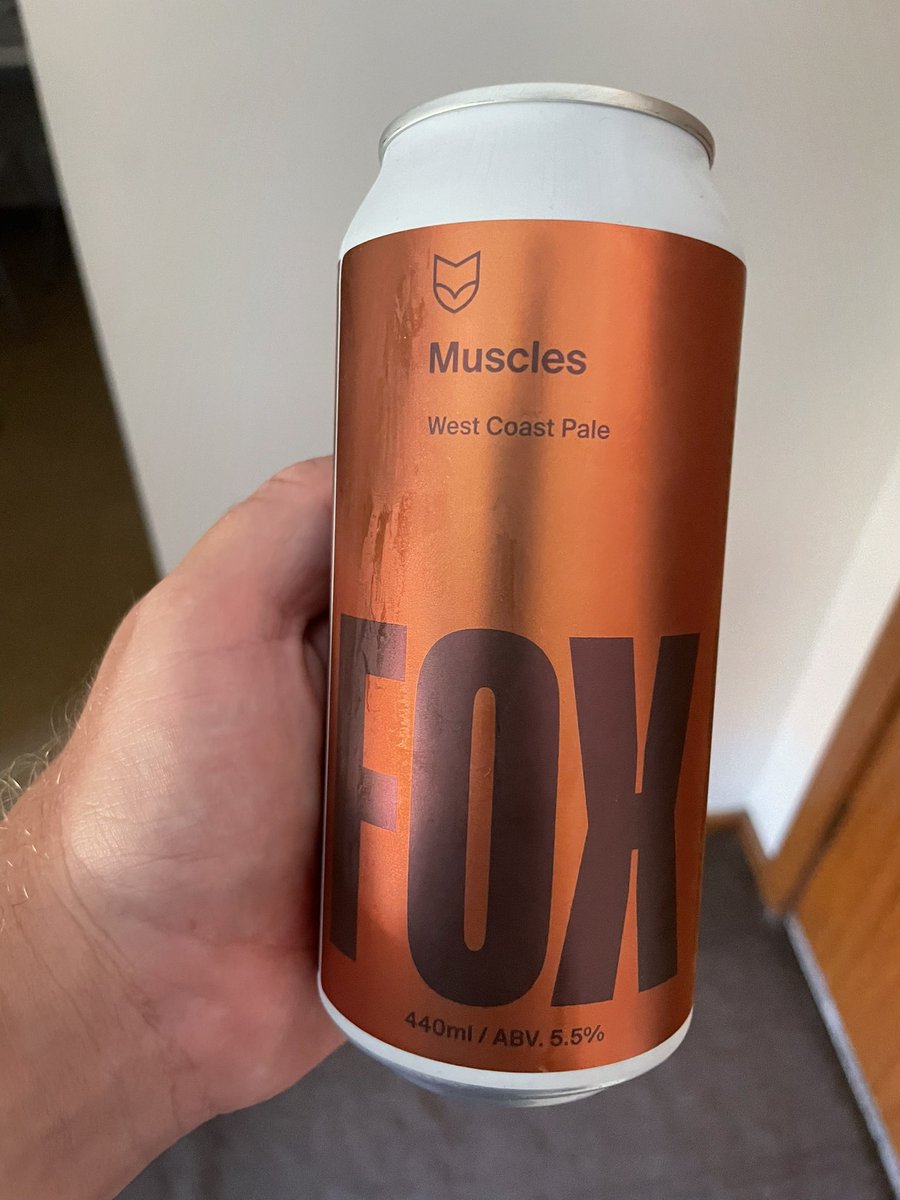 Muscles
West Coast Pale
FOX
440ml / ABV. 5.5%